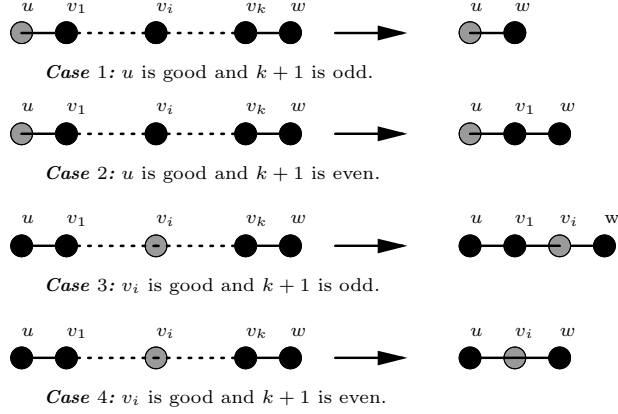 u v₁ vᵢ vₖ w u w
Case 1: u is good and k + 1 is odd.
u v₁ vᵢ vₖ w u v₁ w
Case 2: u is good and k + 1 is even.
u v₁ vᵢ vₖ w u v₁ vᵢ w
Case 3: vᵢ is good and k + 1 is odd.
u v₁ vᵢ vₖ w u vᵢ w
Case 4: vᵢ is good and k + 1 is even.